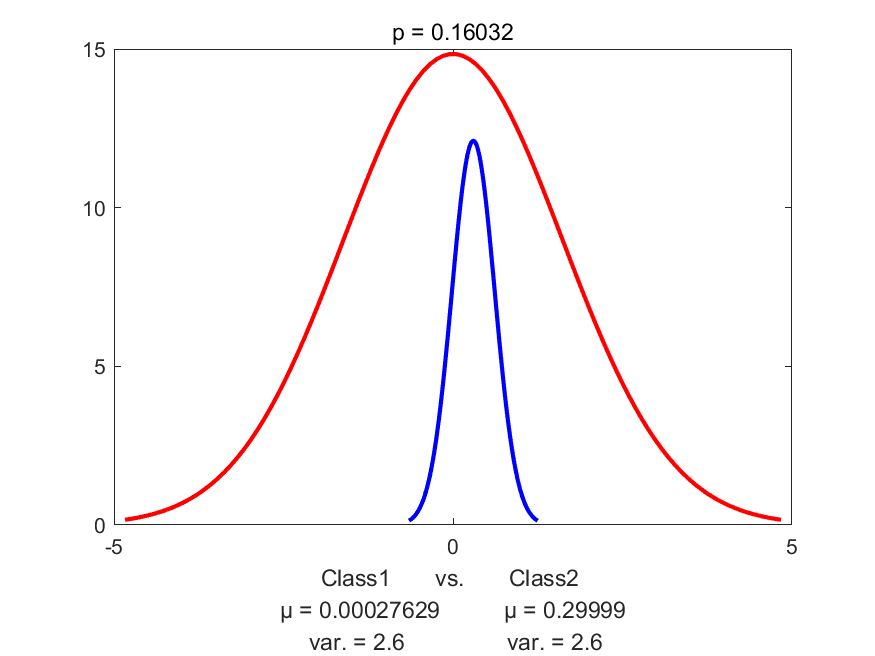 p = 0.16032
15
10
5
0
-5 0 5
Class1 vs. Class2
μ = 0.00027629 μ = 0.29999
var. = 2.6 var. = 2.6